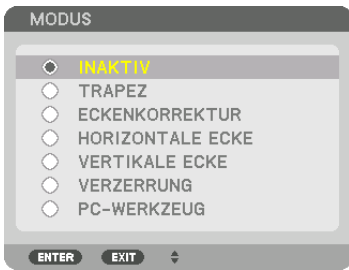 MODUS
INAKTIV
TRAPEZ
ECKENKORREKTUR
HORIZONTALE ECKE
VERTIKALE ECKE
VERZERRUNG
PC-WERKZEUG
ENTER EXIT